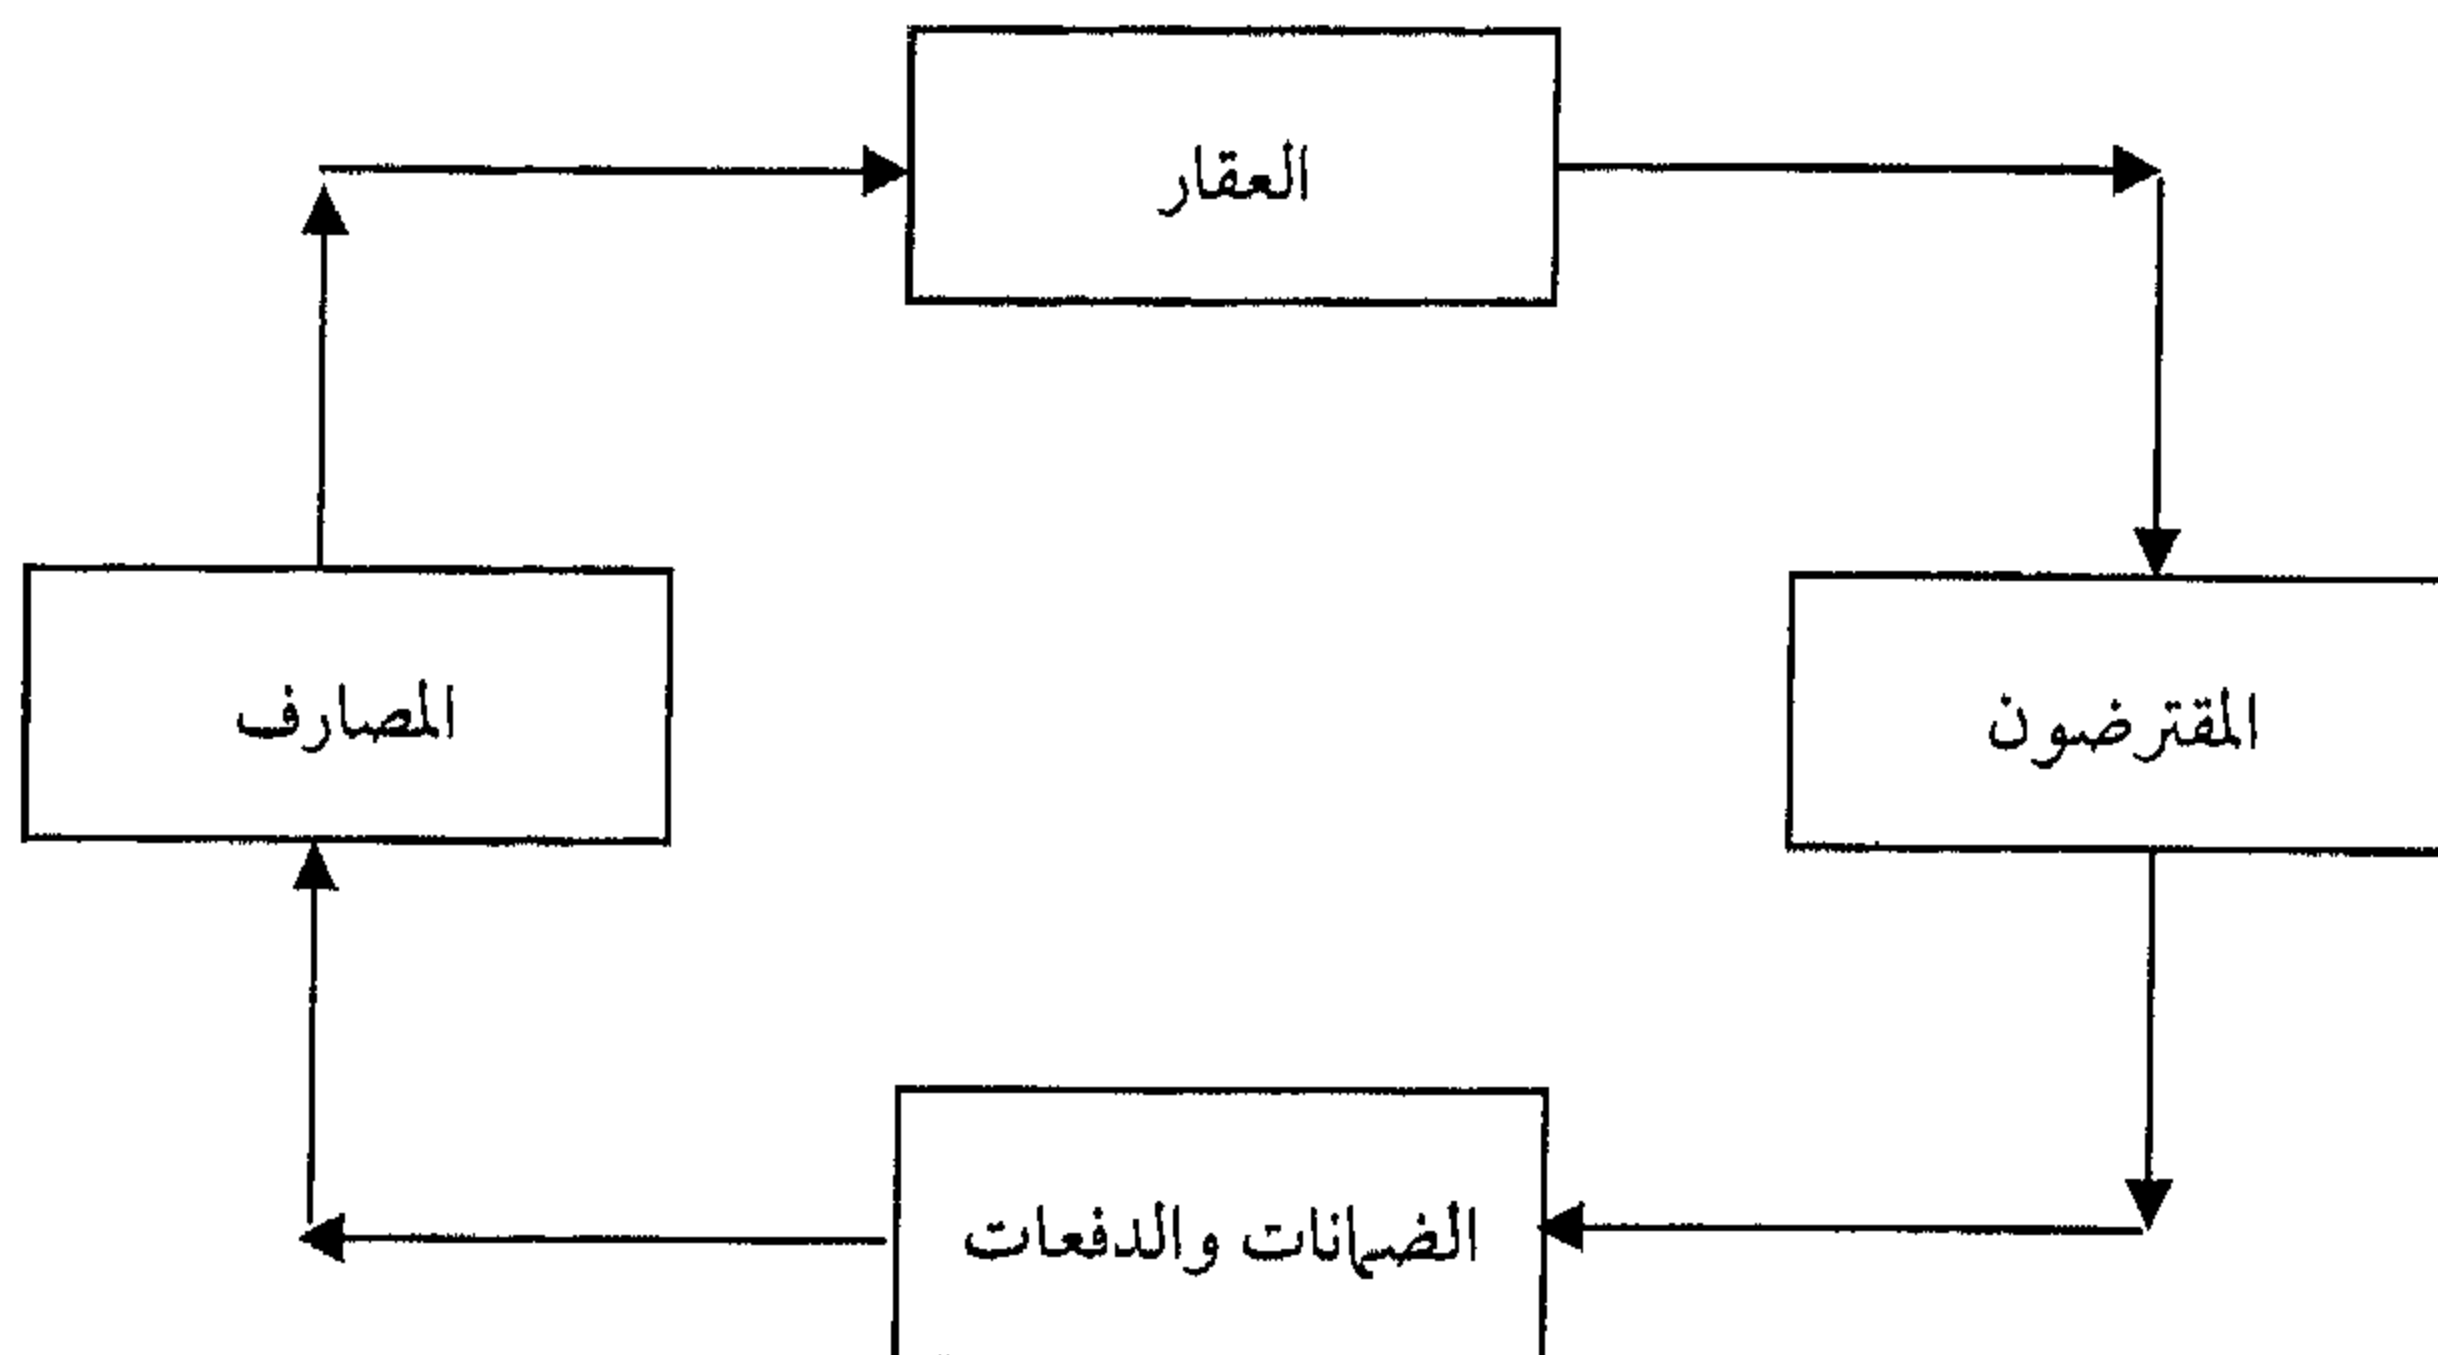 العقار
المقترضون
المصارف
الضمانات والدفعات